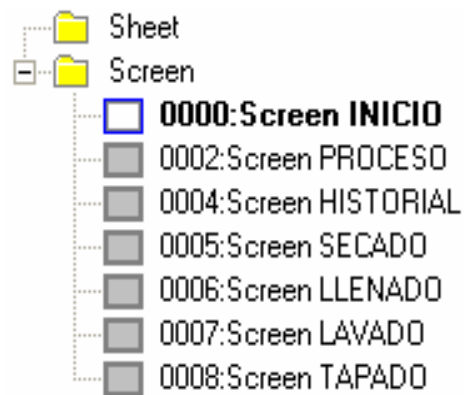 Sheet
Screen
0000:Screen INICIO
0002:Screen PROCESO
0004:Screen HISTORIAL
0005:Screen SECADO
0006:Screen LLENADO
0007:Screen LAVADO
0008:Screen TAPADO